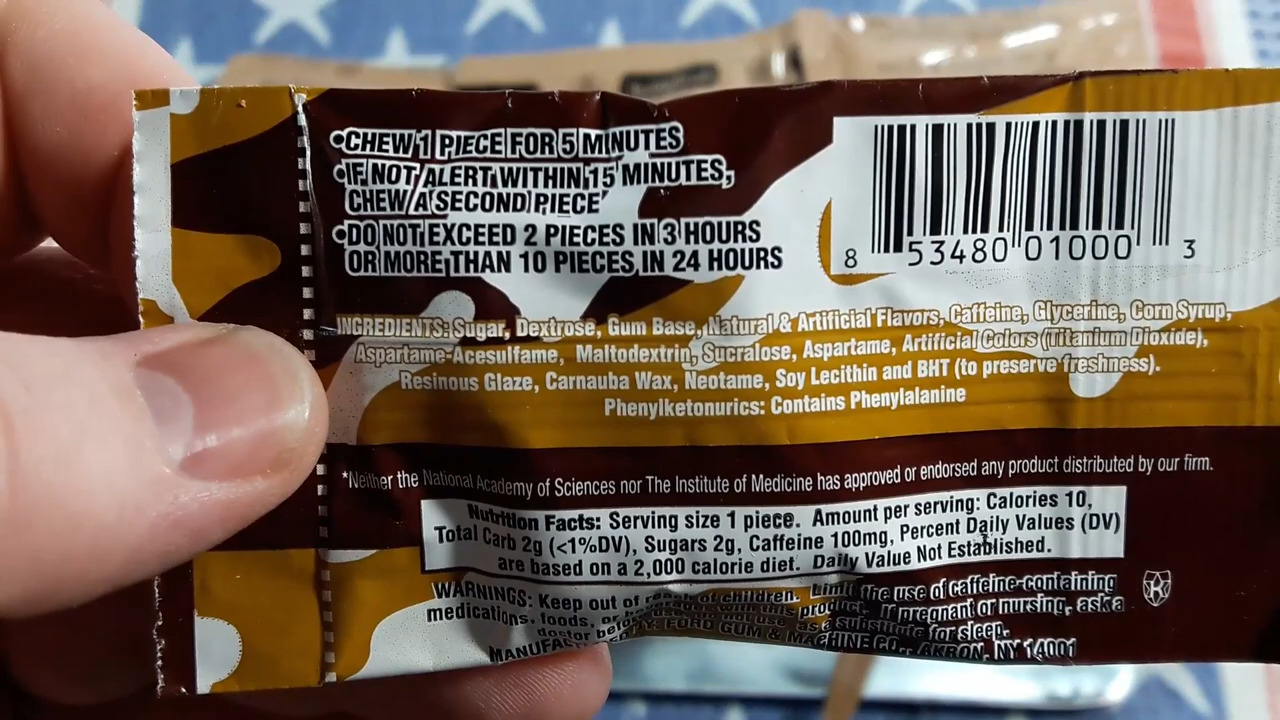 •CHEW 1 PIECE FOR 5 MINUTES
•IF NOT ALERT WITHIN 15 MINUTES,
CHEW A SECOND PIECE
•DO NOT EXCEED 2 PIECES IN 3 HOURS
OR MORE THAN 10 PIECES IN 24 HOURS
8 53480 01000 3
INGREDIENTS: Sugar, Dextrose, Gum Base, Natural & Artificial Flavors, Caffeine, Glycerine, Corn Syrup,
Aspartame-Acesulfame, Maltodextrin, Sucralose, Aspartame, Artificial Colors (Titanium Dioxide),
Resinous Glaze, Carnauba Wax, Neotame, Soy Lecithin and BHT (to preserve freshness).
Phenylketonurics: Contains Phenylalanine
*Neither the National Academy of Sciences nor The Institute of Medicine has approved or endorsed any product distributed by our firm.
Nutrition Facts: Serving size 1 piece. Amount per serving: Calories 10,
Total Carb 2g (<1%DV), Sugars 2g, Caffeine 100mg, Percent Daily Values (DV)
are based on a 2,000 calorie diet. Daily Value Not Established.
WARNINGS: Keep out of reach of children. Limit the use of caffeine-containing
medications, foods, or with this product. If pregnant or nursing, ask a
doctor before use as a substitute for sleep.
FORD GUM & MACHINE CO., AKRON, NY 14001